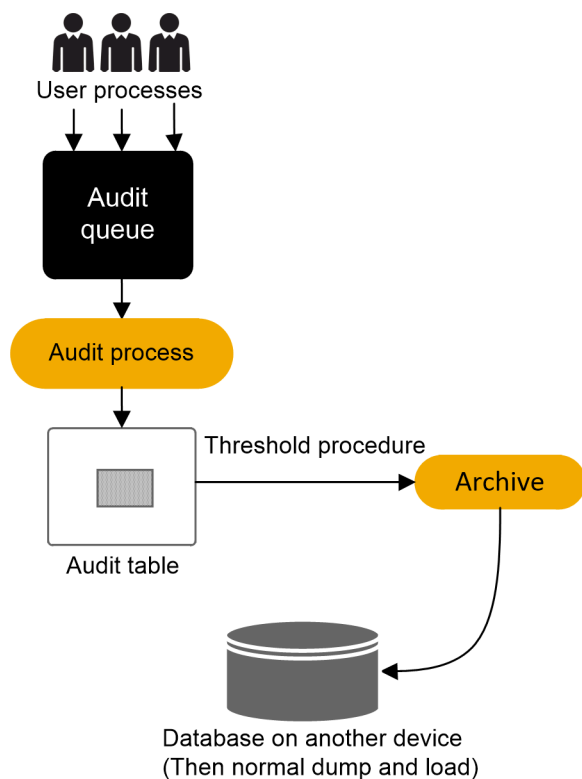 User processes
Audit
queue
Audit process
Threshold procedure
Archive
Audit table
Database on another device
(Then normal dump and load)